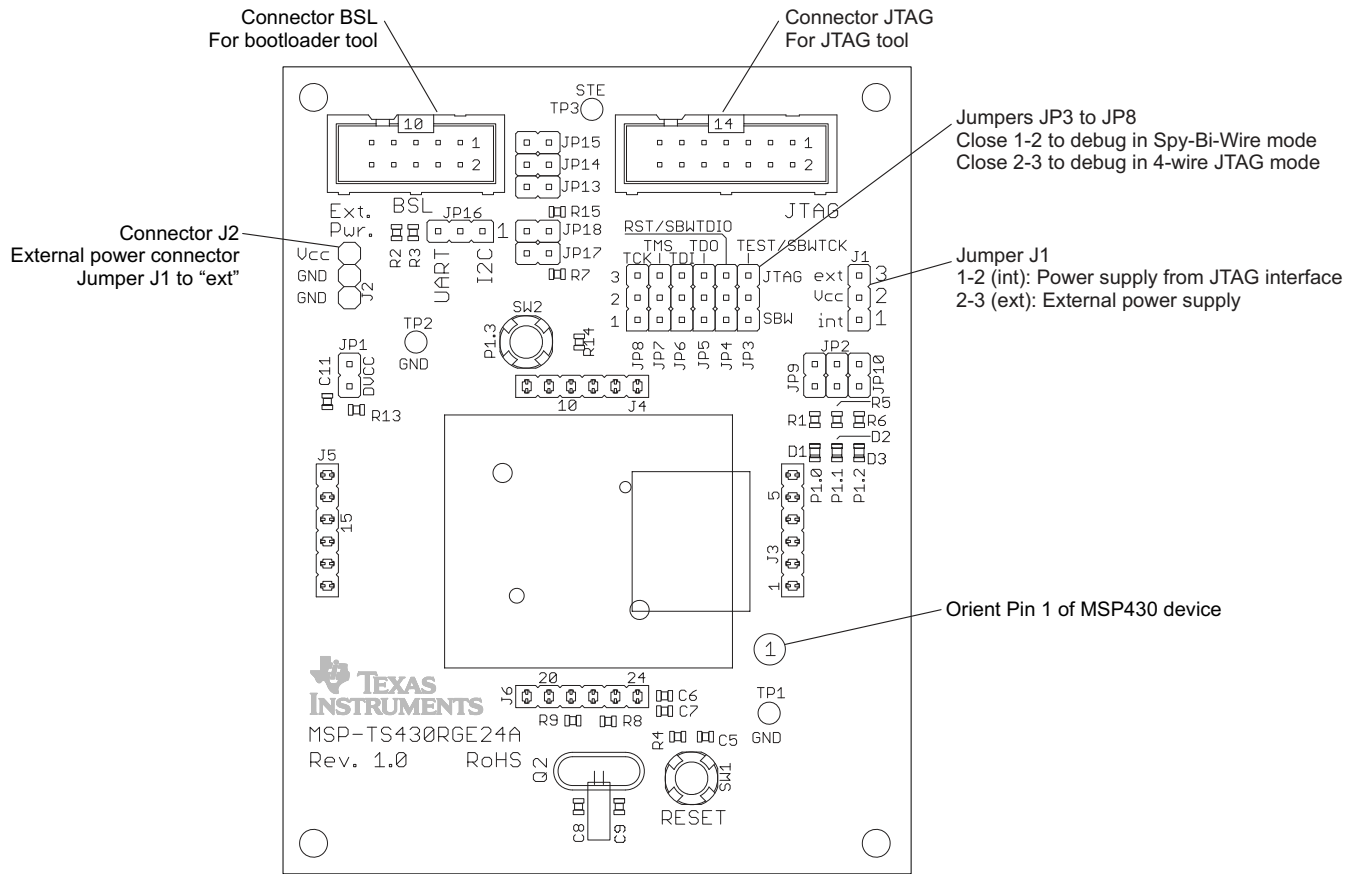 Connector BSL
For bootloader tool
Connector JTAG
For JTAG tool
Jumpers JP3 to JP8
Close 1-2 to debug in Spy-Bi-Wire mode
Close 2-3 to debug in 4-wire JTAG mode
Connector J2
External power connector
Jumper J1 to “ext”
Jumper J1
1-2 (int): Power supply from JTAG interface
2-3 (ext): External power supply
Orient Pin 1 of MSP430 device
STE
TP3
10
1
2
14
1
2
JP15
JP14
JP13
R15
JP18
JP17
R7
BSL
JTAG
Ext.
Pwr.
Vcc
GND
GND
J2
R2
R3
JP16
1
UART
I2C
RST/SBWTDIO
TMS
TDO
TEST/SBWTCK
TCK
TDI
3
2
1
JTAG
SBW
JP8
JP7
JP6
JP5
JP4
JP3
J1
ext
3
Vcc
2
int
1
TP2
GND
SW2
P1.3
R14
JP1
DVCC
C11
R13
JP2
JP9
JP10
R5
R1
R6
D2
D1
D3
P1.0
P1.1
P1.2
10
J4
J5
15
5
J3
1
1
TEXAS
INSTRUMENTS
MSP-TS430RGE24A
Rev. 1.0
RoHS
20
24
J6
C6
C7
R9
R8
TP1
GND
R4
C5
Q2
SW1
RESET
C8
C9